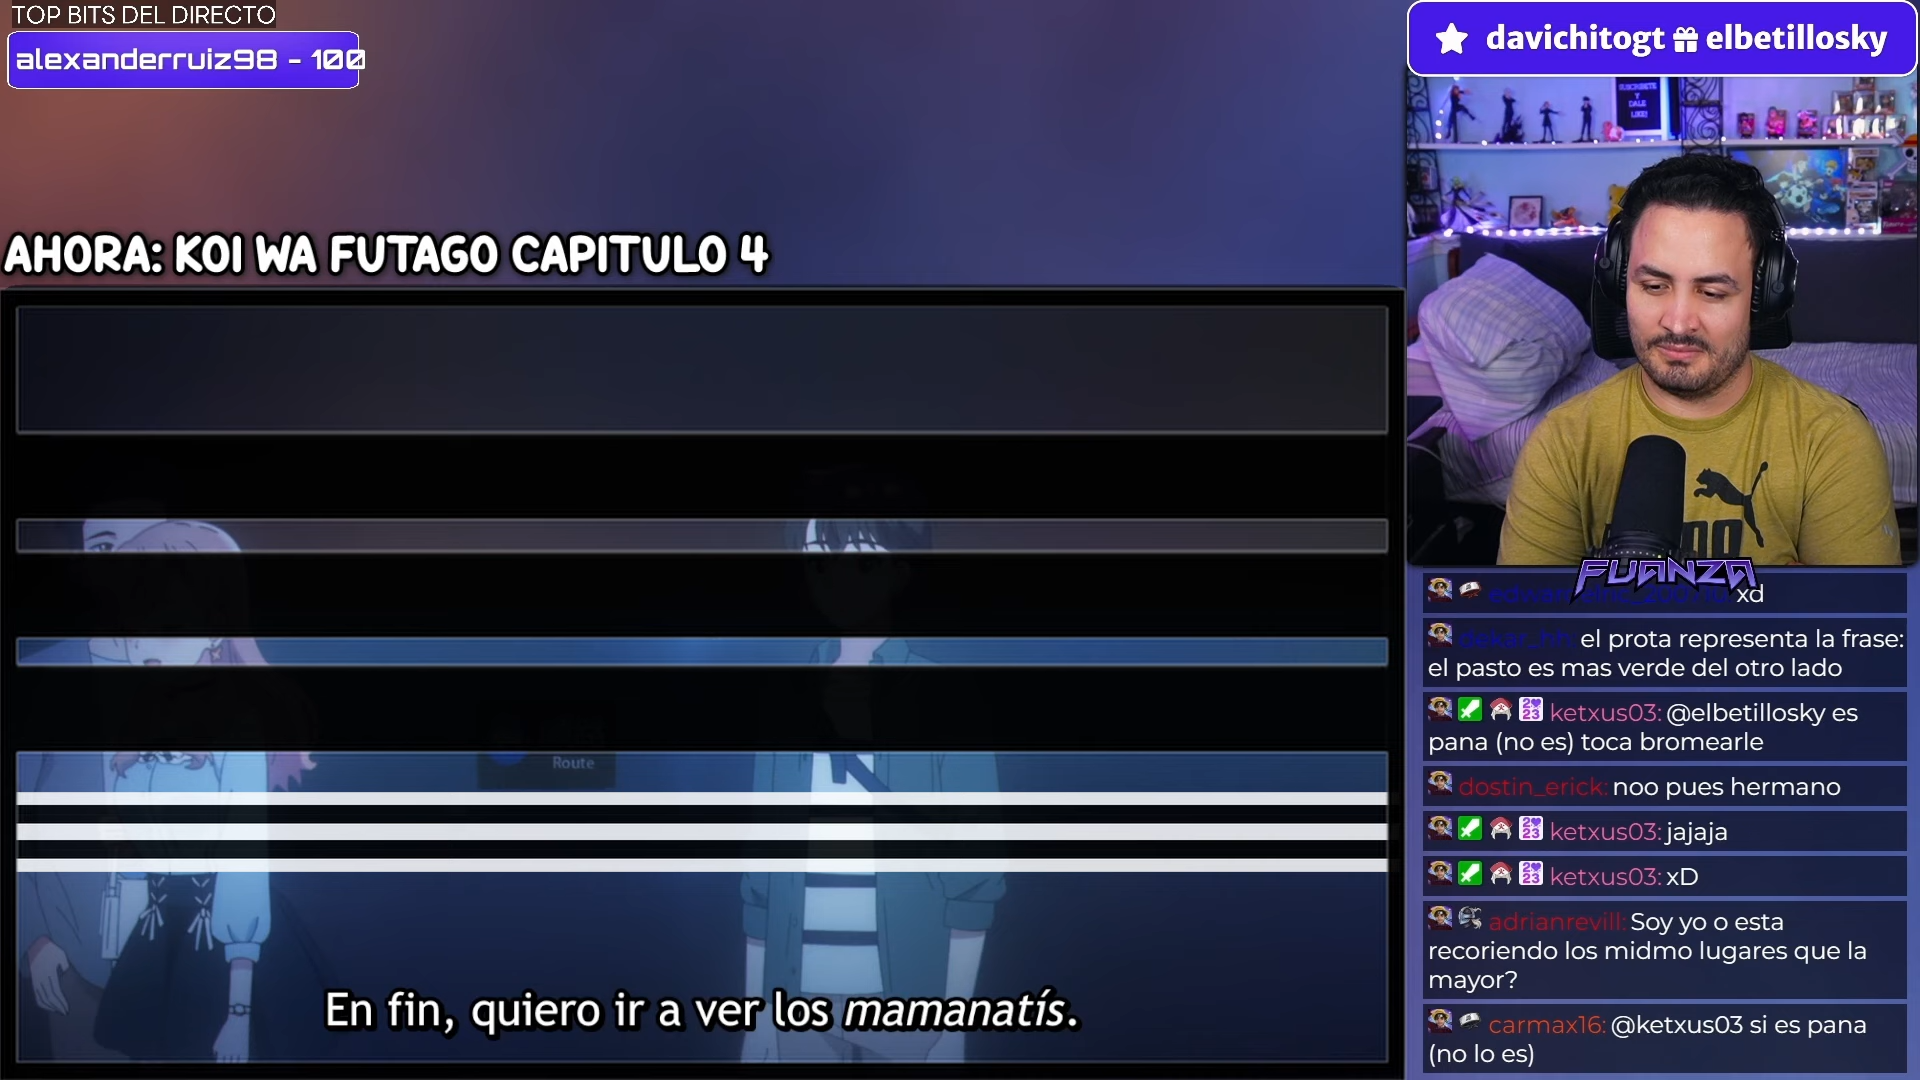 TOP BITS DEL DIRECTO
alexanderruiz98 - 100
davichitogt elbetillosky
SUSCRIBETE
Y
DALE
LIKE!
AHORA: KOI WA FUTAGO CAPITULO 4
FUANZA
xd
el prota representa la frase:
el pasto es mas verde del otro lado
ketxus03: @elbetillosky es
pana (no es) toca bromearle
dostin_erick: noo pues hermano
ketxus03: jajaja
ketxus03: xD
adrianrevill: Soy yo o esta
recoriendo los midmo lugares que la
mayor?
carmax16: @ketxus03 si es pana
(no lo es)
Route
En fin, quiero ir a ver los mamanatís.